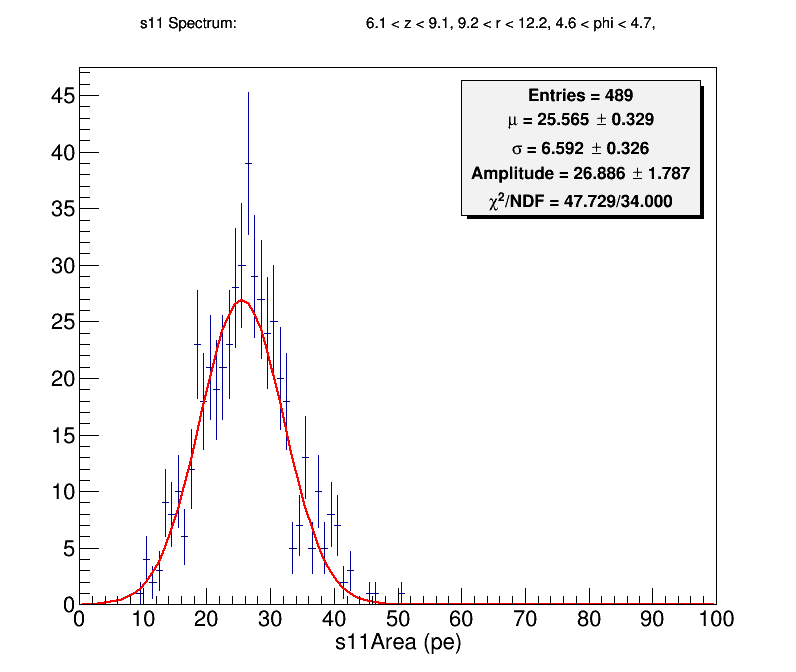 s11 Spectrum: 6.1 < z < 9.1, 9.2 < r < 12.2, 4.6 < phi < 4.7,
Entries = 489
μ = 25.565 ± 0.329
σ = 6.592 ± 0.326
Amplitude = 26.886 ± 1.787
χ²/NDF = 47.729/34.000
45
40
35
30
25
20
15
10
5
0
0 10 20 30 40 50 60 70 80 90 100
s11Area (pe)